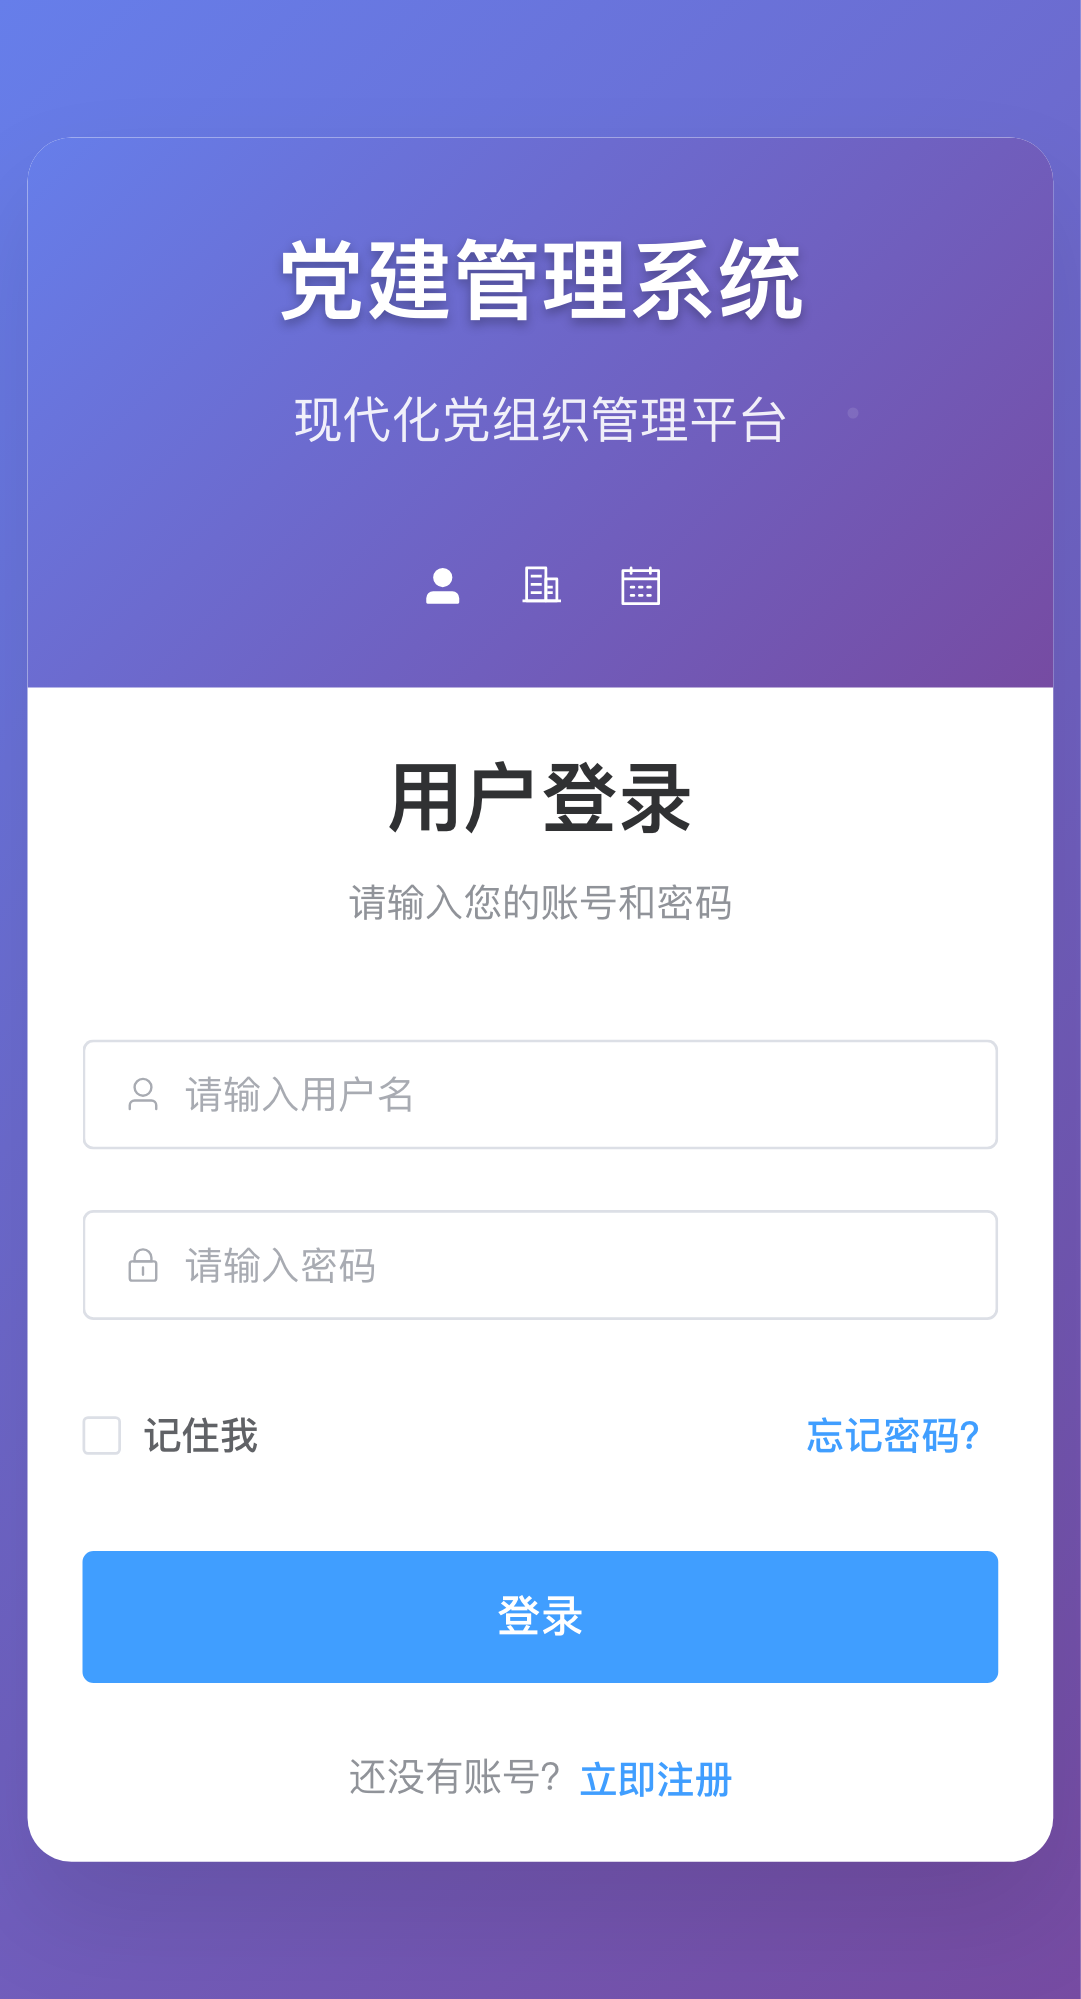 党建管理系统
现代化党组织管理平台
用户登录
请输入您的账号和密码
请输入用户名
请输入密码
记住我 忘记密码?
登录
还没有账号? 立即注册